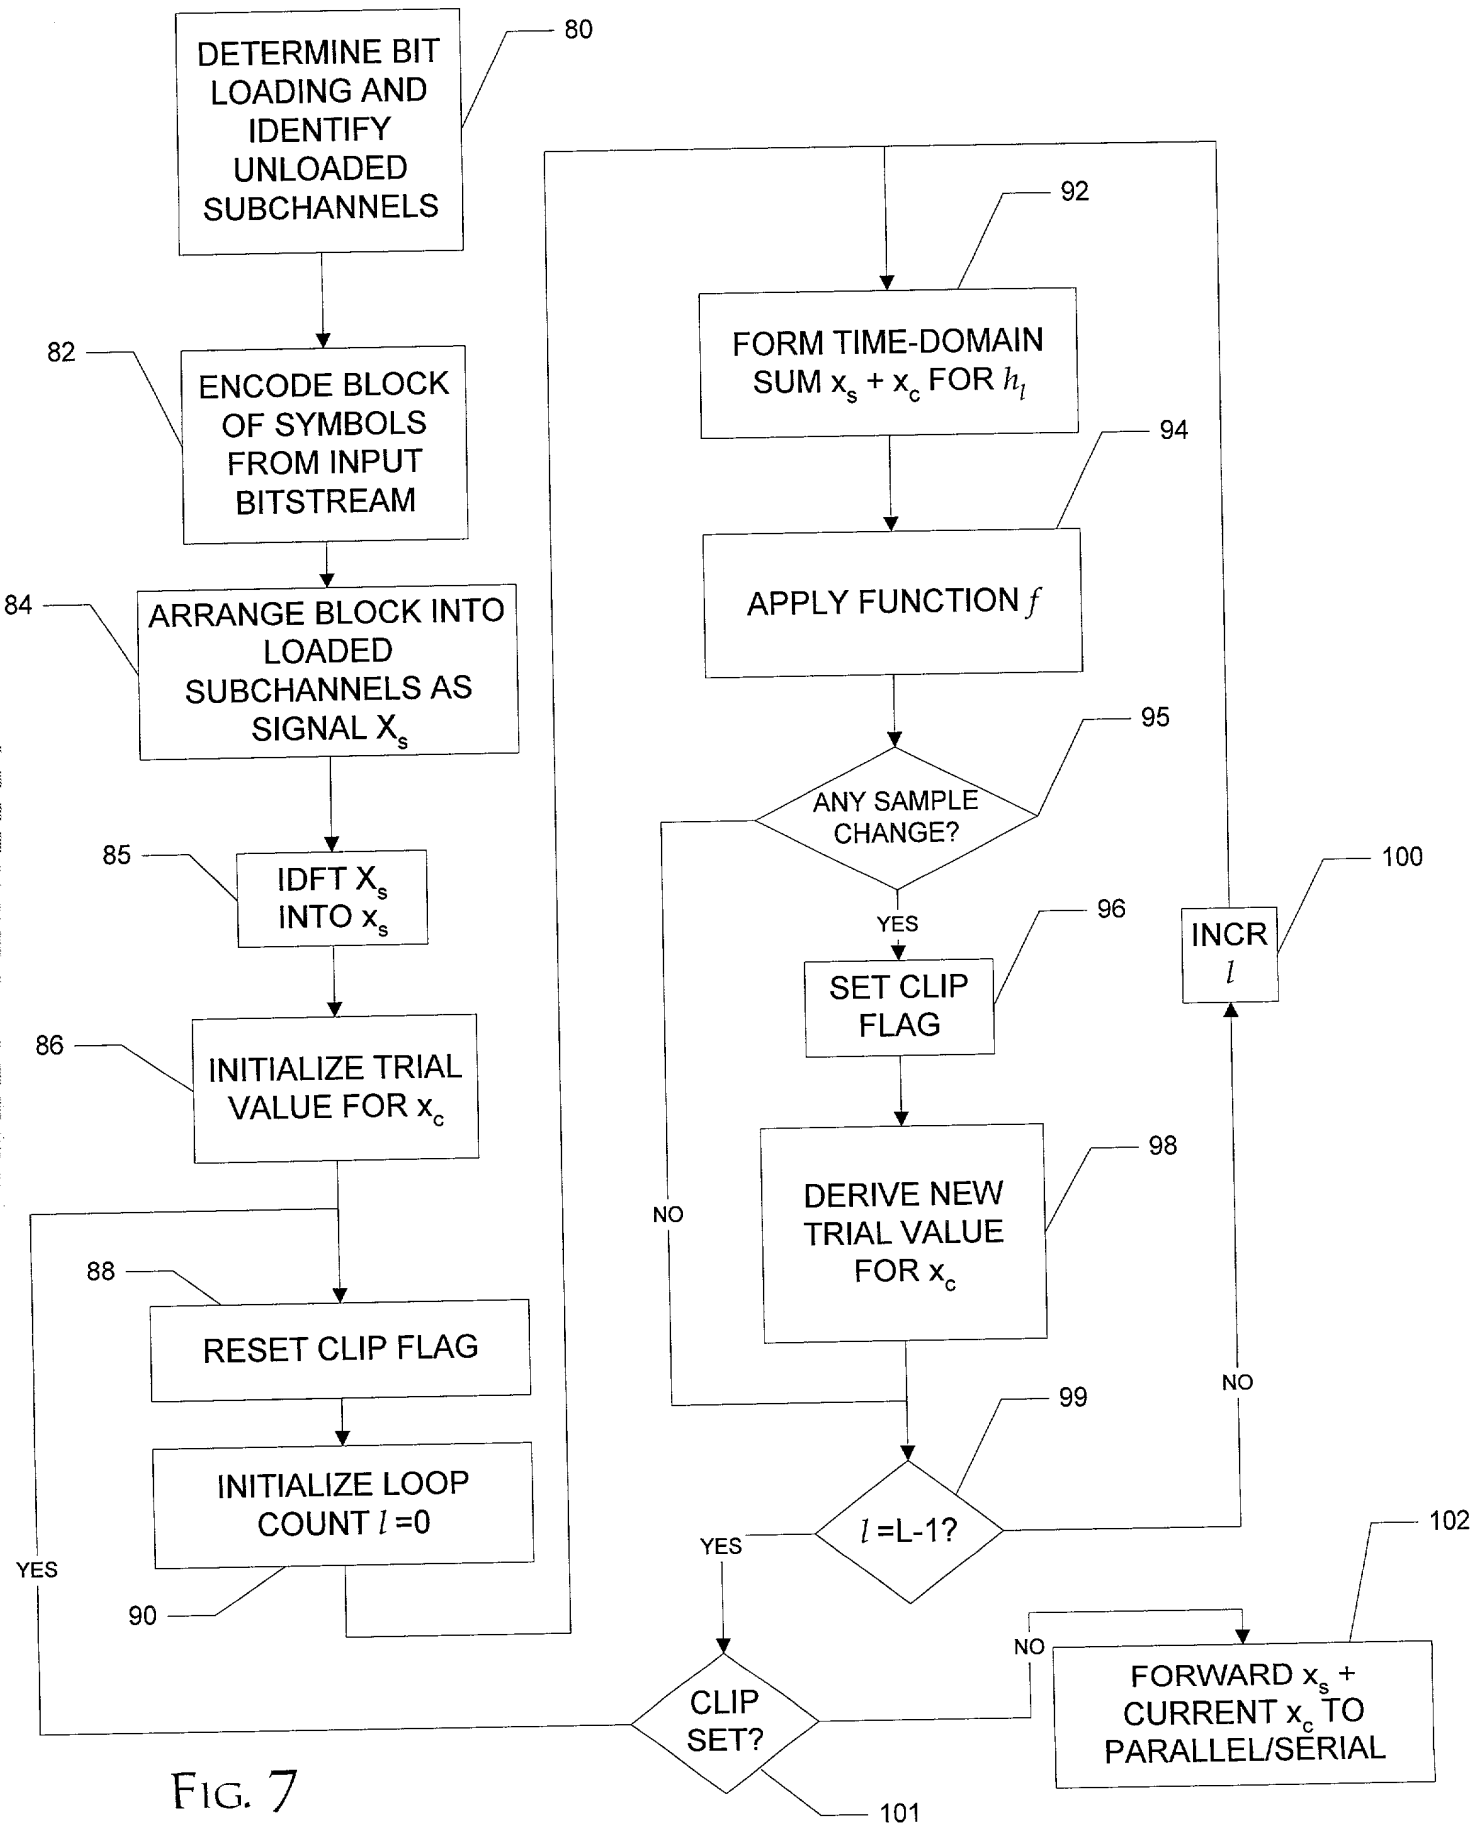 80
DETERMINE BIT
LOADING AND
IDENTIFY
UNLOADED
SUBCHANNELS
82
ENCODE BLOCK
OF SYMBOLS
FROM INPUT
BITSTREAM
84
ARRANGE BLOCK INTO
LOADED
SUBCHANNELS AS
SIGNAL Xs
85
IDFT Xs
INTO xs
86
INITIALIZE TRIAL
VALUE FOR xc
88
RESET CLIP FLAG
INITIALIZE LOOP
COUNT l =0
90
YES
92
FORM TIME-DOMAIN
SUM xs + xc FOR hl
94
APPLY FUNCTION f
95
ANY SAMPLE
CHANGE?
YES
96
SET CLIP
FLAG
98
DERIVE NEW
TRIAL VALUE
FOR xc
NO
99
l =L-1?
YES
NO
100
INCR
l
CLIP
SET?
101
NO
102
FORWARD xs +
CURRENT xc TO
PARALLEL/SERIAL
FIG. 7